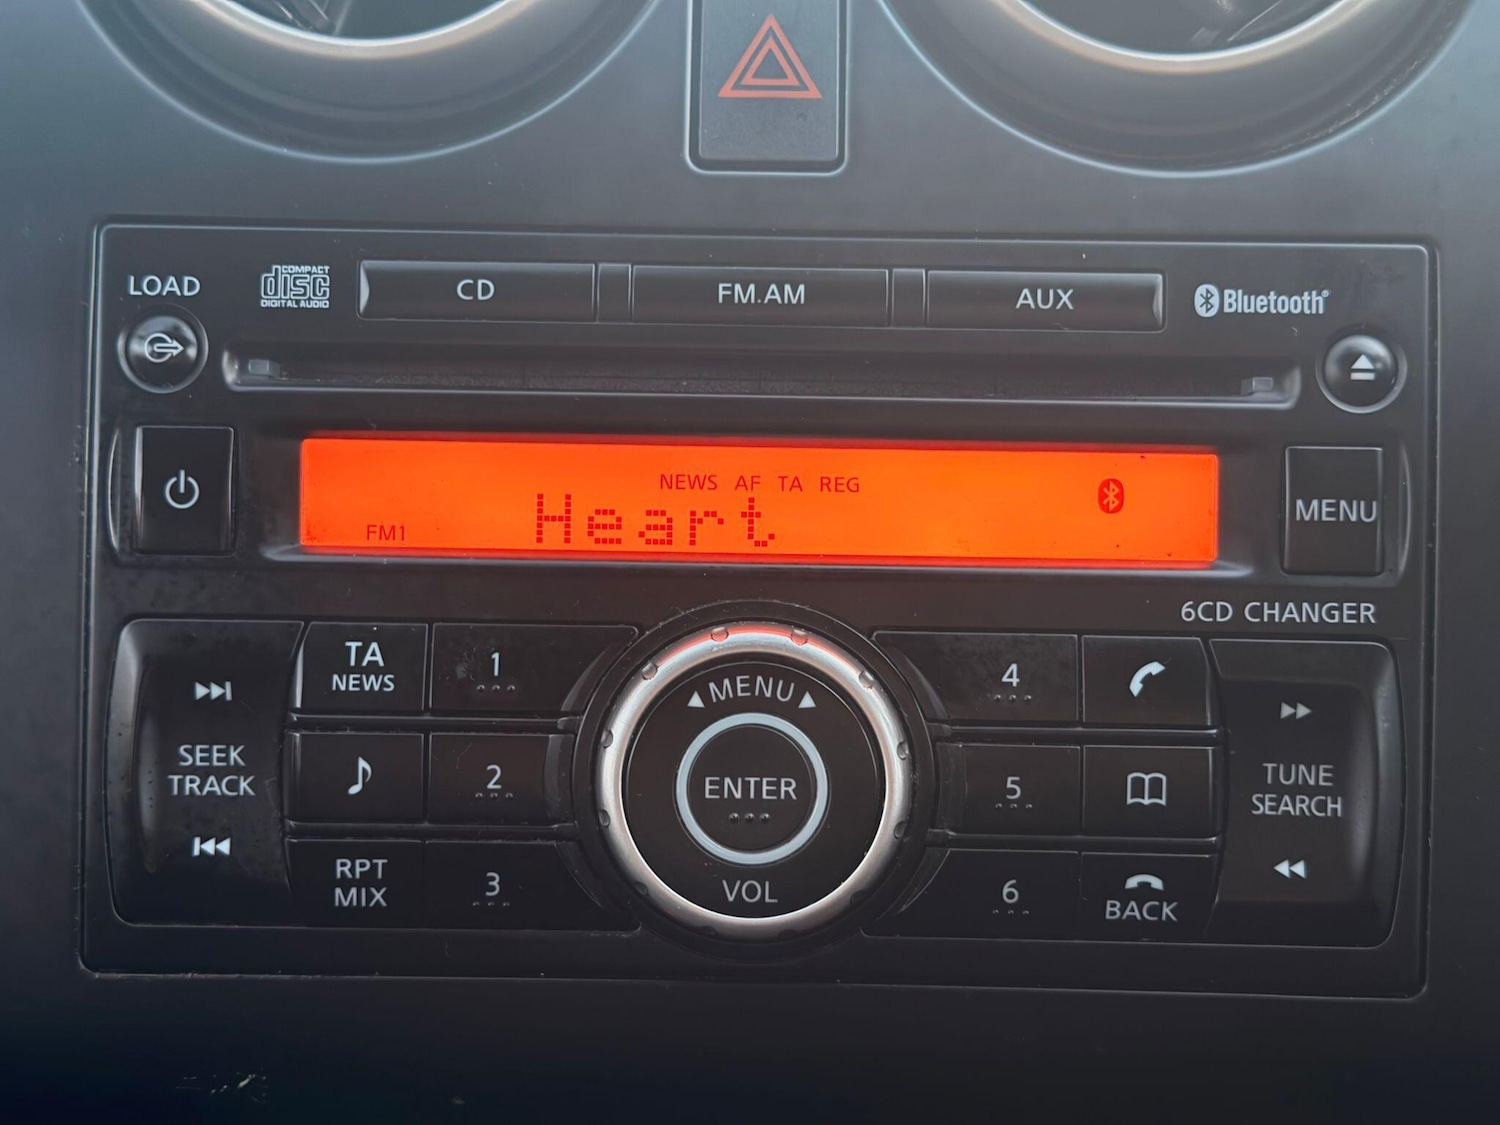 LOAD
COMPACT
disc
DIGITAL AUDIO
CD
FM.AM
AUX
Bluetooth®
NEWS AF TA REG
FM1
Heart
MENU
6CD CHANGER
SEEK
TRACK
TA
NEWS
1
2
RPT
MIX
3
MENU
ENTER
VOL
4
5
6
BACK
TUNE
SEARCH